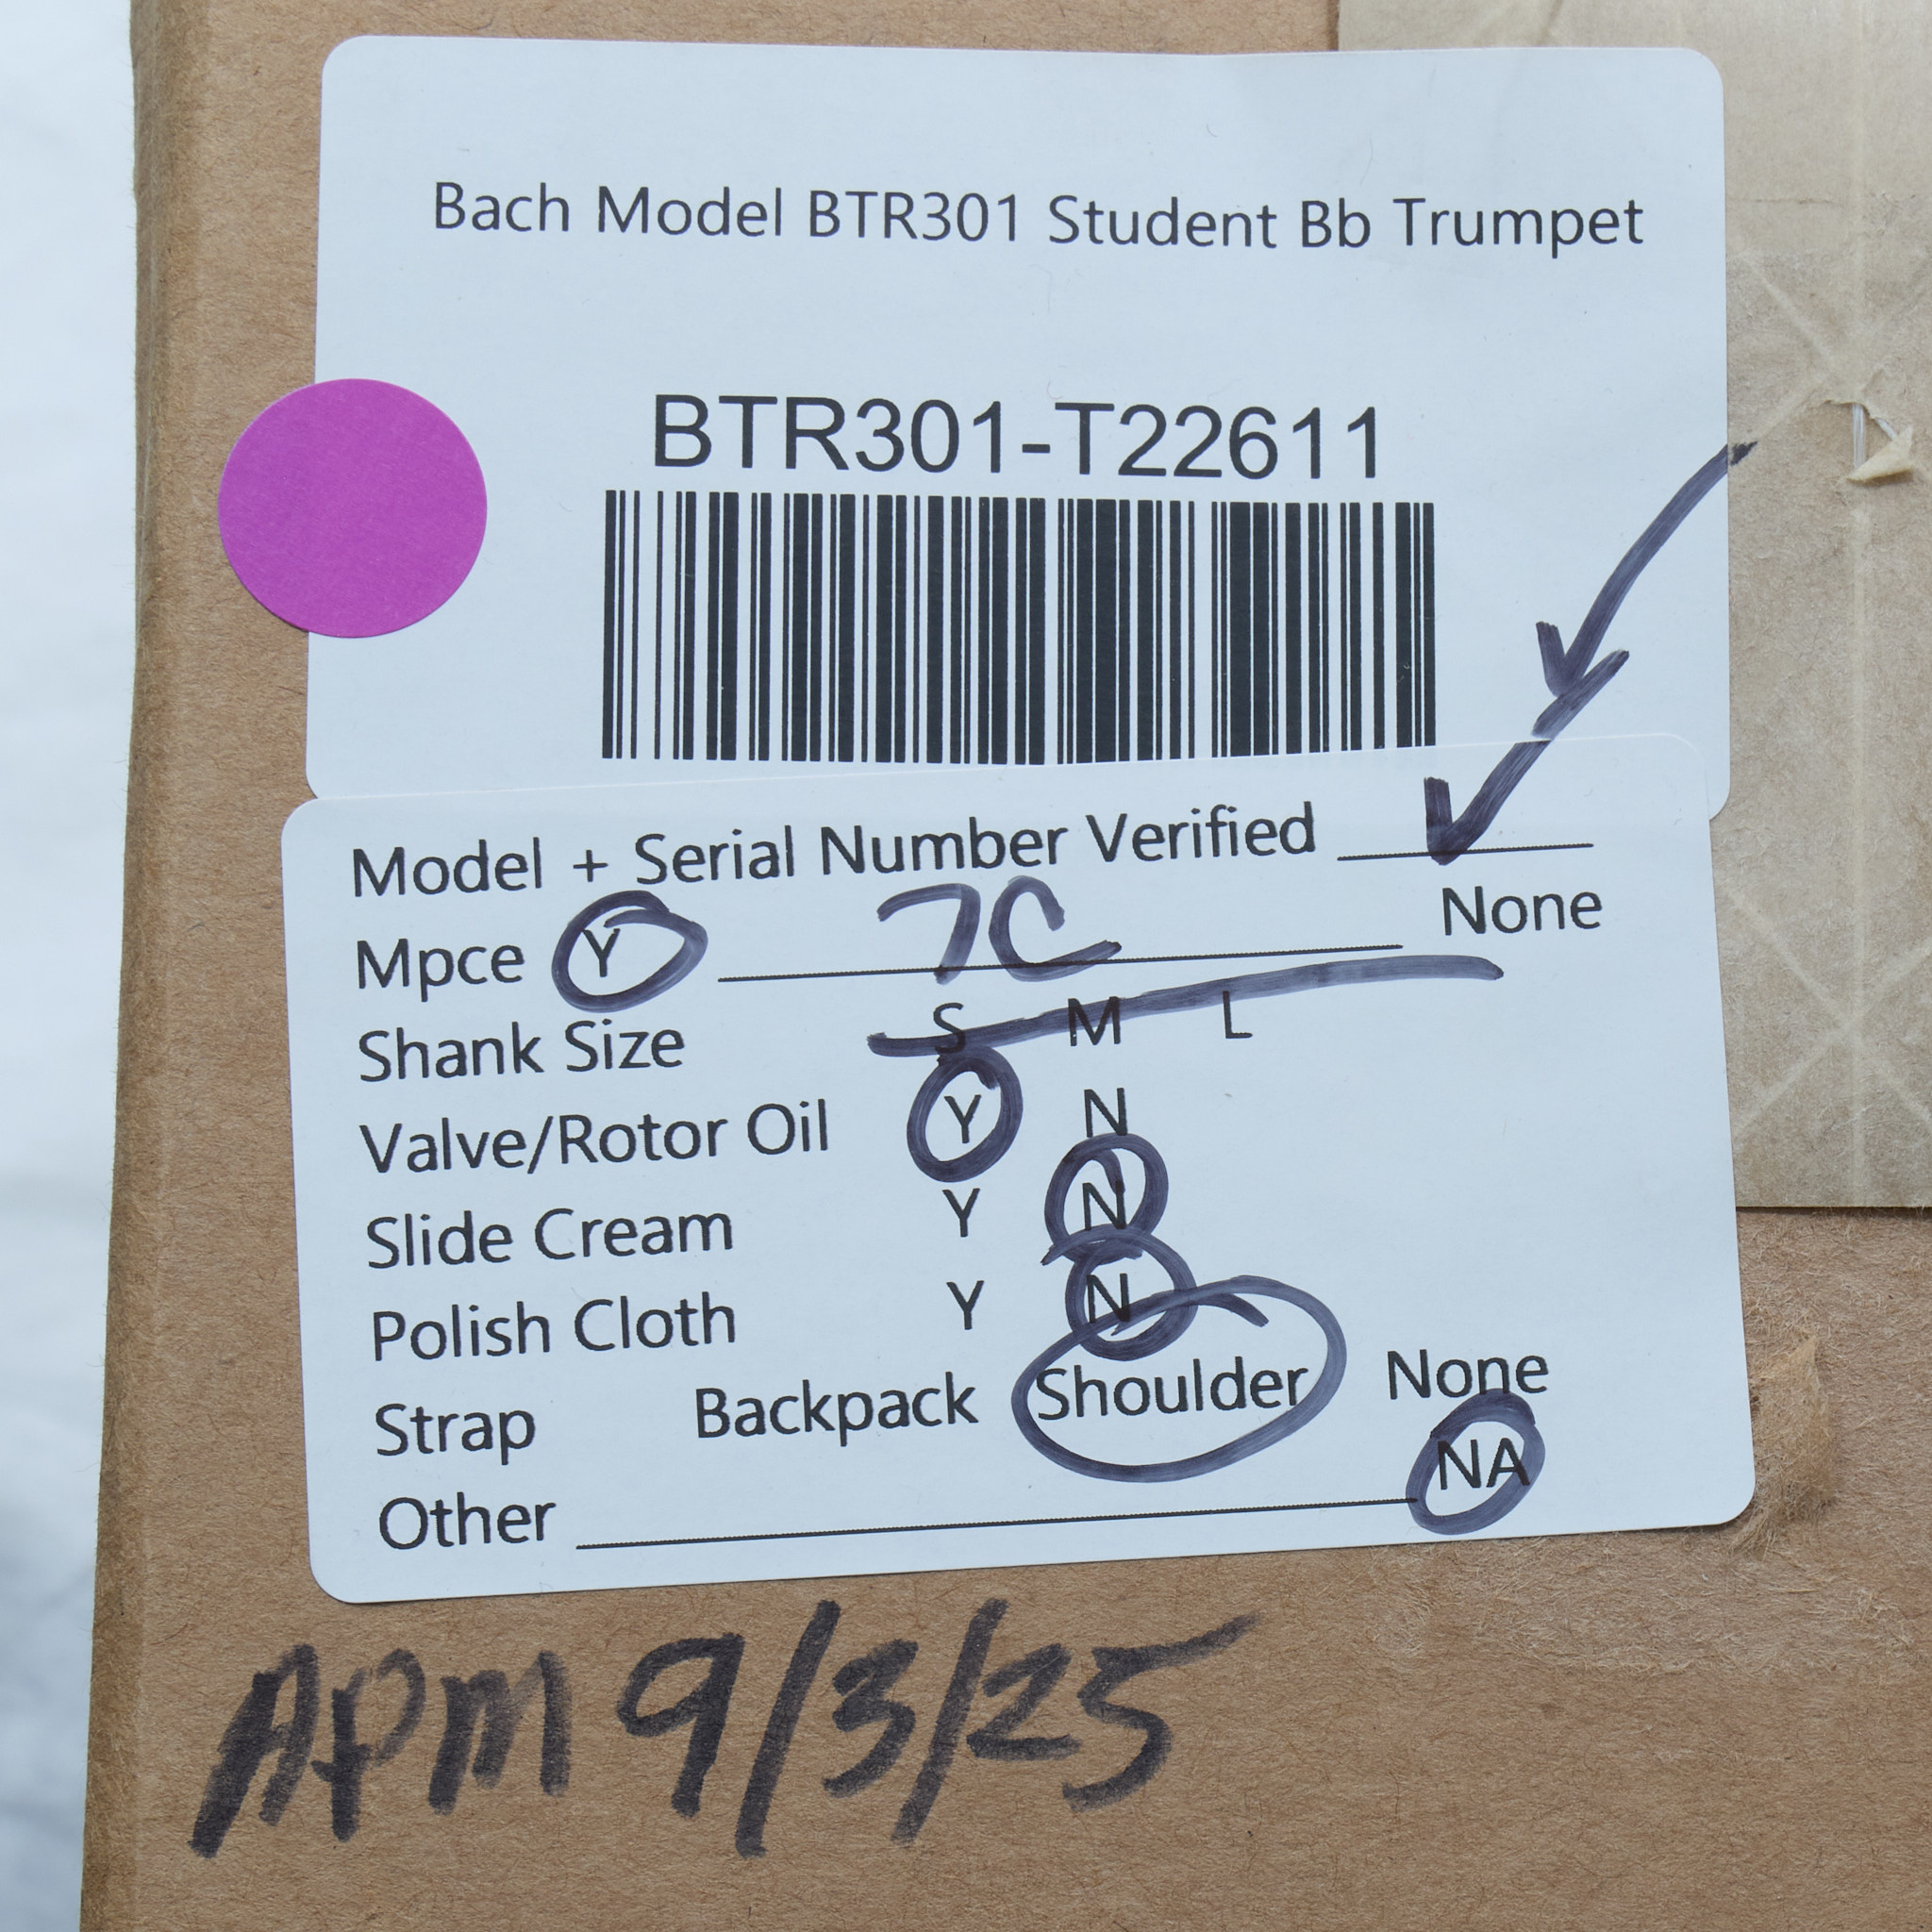 Bach Model BTR301 Student Bb Trumpet
BTR301-T22611
Model + Serial Number Verified
Mpce Y 7C None
Shank Size S M L
Valve/Rotor Oil Y N
Slide Cream Y N
Polish Cloth Y N
Strap Backpack Shoulder None
Other NA
APM 9/3/25